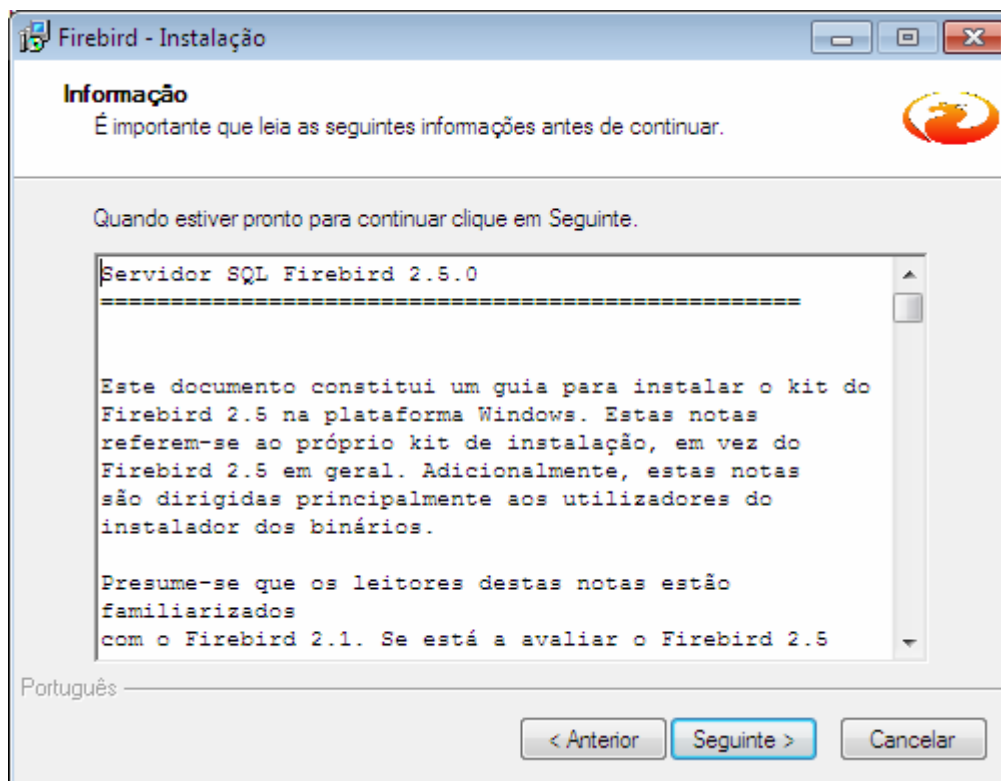 Firebird - Instalação
Informação
É importante que leia as seguintes informações antes de continuar.
Quando estiver pronto para continuar clique em Seguinte.
Servidor SQL Firebird 2.5.0
==================================================
Este documento constitui um guia para instalar o kit do
Firebird 2.5 na plataforma Windows. Estas notas
referem-se ao próprio kit de instalação, em vez do
Firebird 2.5 em geral. Adicionalmente, estas notas
são dirigidas principalmente aos utilizadores do
instalador dos binários.
Presume-se que os leitores destas notas estão
familiarizados
com o Firebird 2.1. Se está a avaliar o Firebird 2.5
Português
< Anterior
Seguinte >
Cancelar